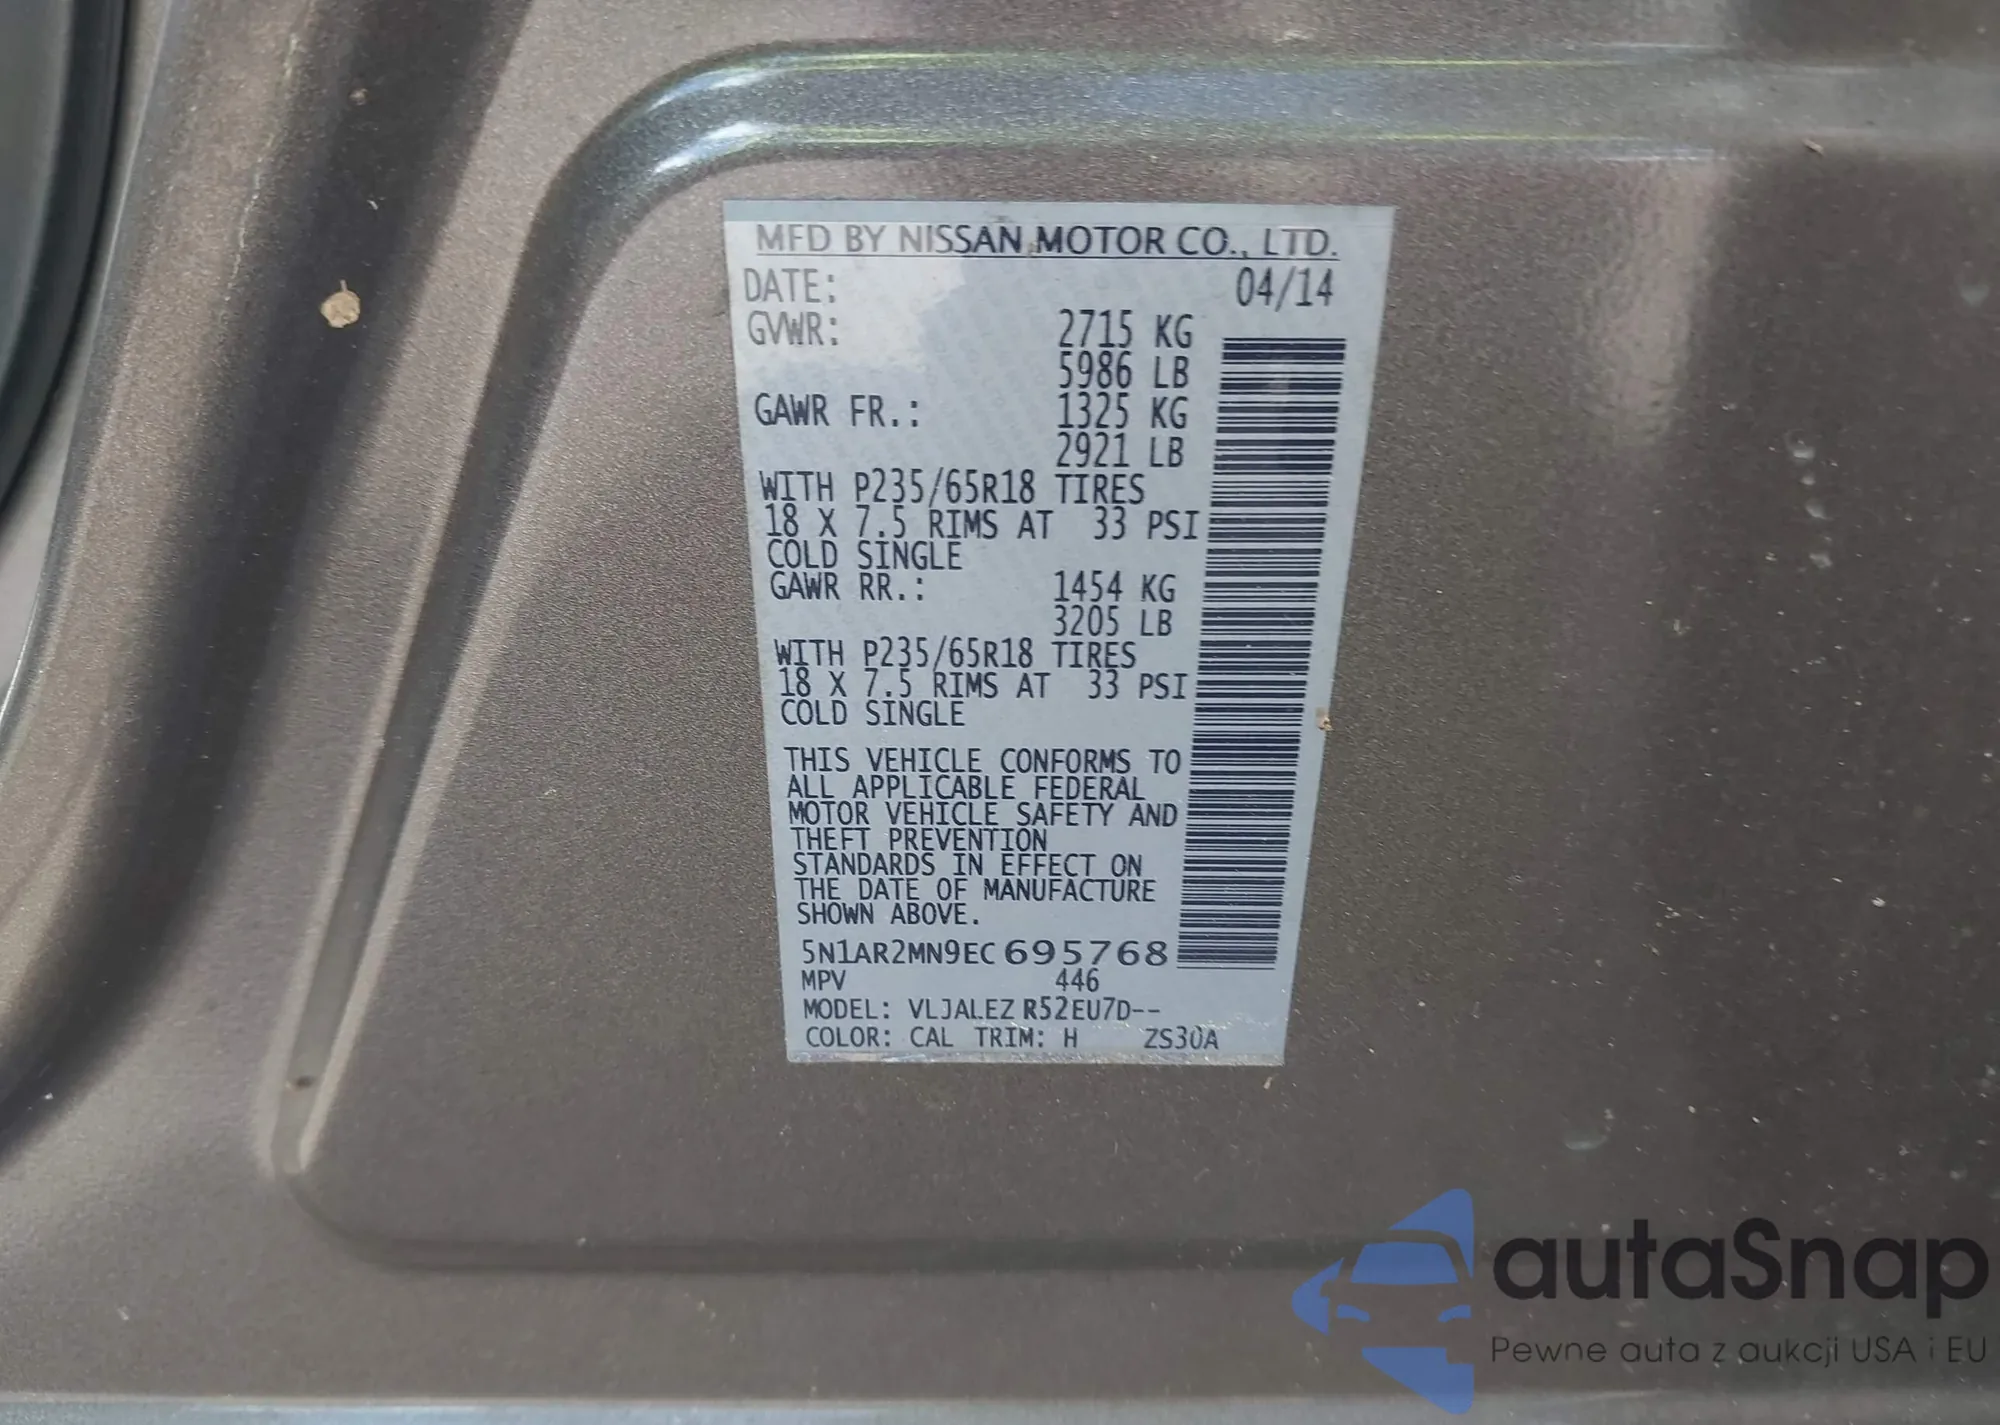 MFD BY NISSAN MOTOR CO., LTD.
DATE: 04/14
GVWR: 2715 KG
5986 LB
GAWR FR.: 1325 KG
2921 LB
WITH P235/65R18 TIRES
18 X 7.5 RIMS AT 33 PSI
COLD SINGLE
GAWR RR.: 1454 KG
3205 LB
WITH P235/65R18 TIRES
18 X 7.5 RIMS AT 33 PSI
COLD SINGLE
THIS VEHICLE CONFORMS TO
ALL APPLICABLE FEDERAL
MOTOR VEHICLE SAFETY AND
THEFT PREVENTION
STANDARDS IN EFFECT ON
THE DATE OF MANUFACTURE
SHOWN ABOVE.
5N1AR2MN9EC695768
MPV 446
MODEL: VLJALEZ R52EU7D--
COLOR: CAL TRIM: H ZS30A
autaSnap
Pewne auta z aukcji USA i EU